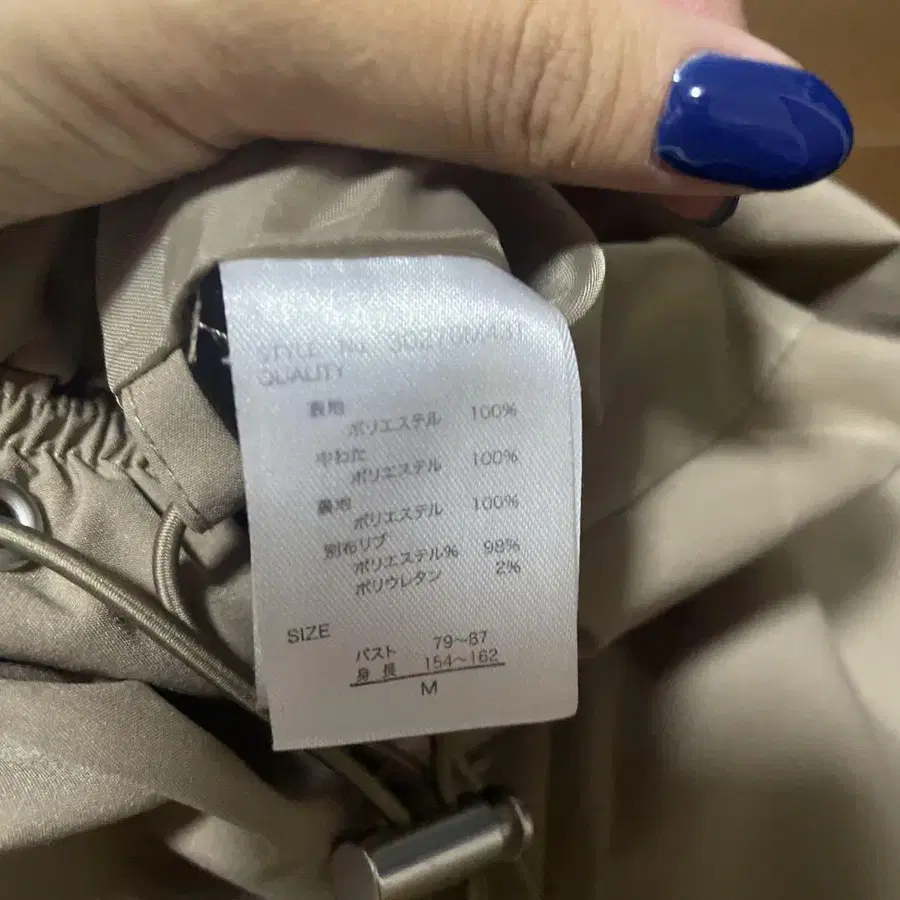 STYLE No. 30276M431
QUALITY
表地
ポリエステル 100%
中わた
ポリエステル 100%
裏地
ポリエステル 100%
別布リブ
ポリエステル% 98%
ポリウレタン 2%
SIZE
バスト 79〜87
身長 154〜162
M